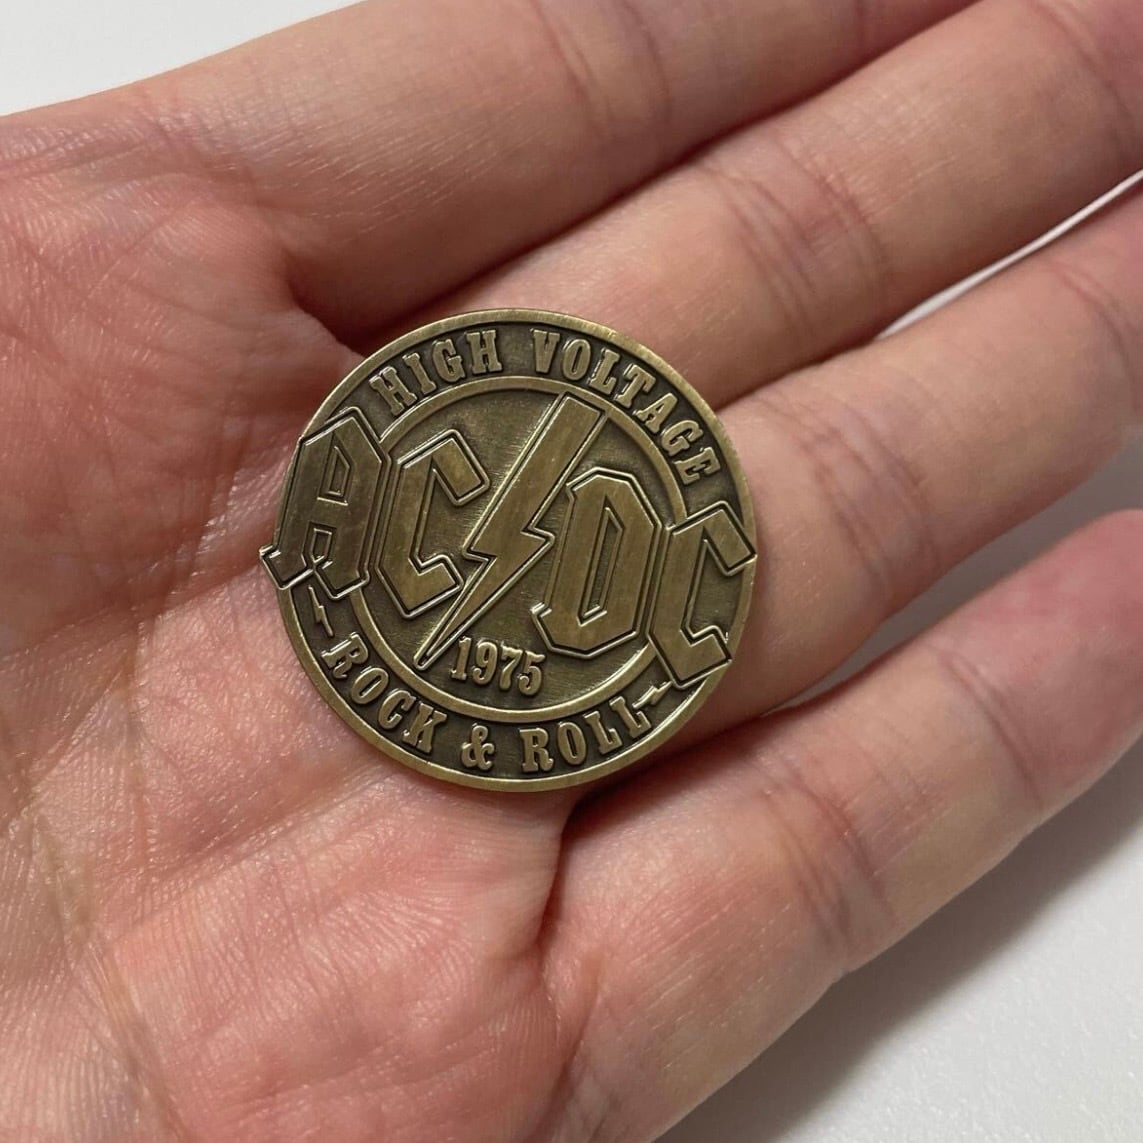 HIGH VOLTAGE
AC/DC
1975
ROCK & ROLL